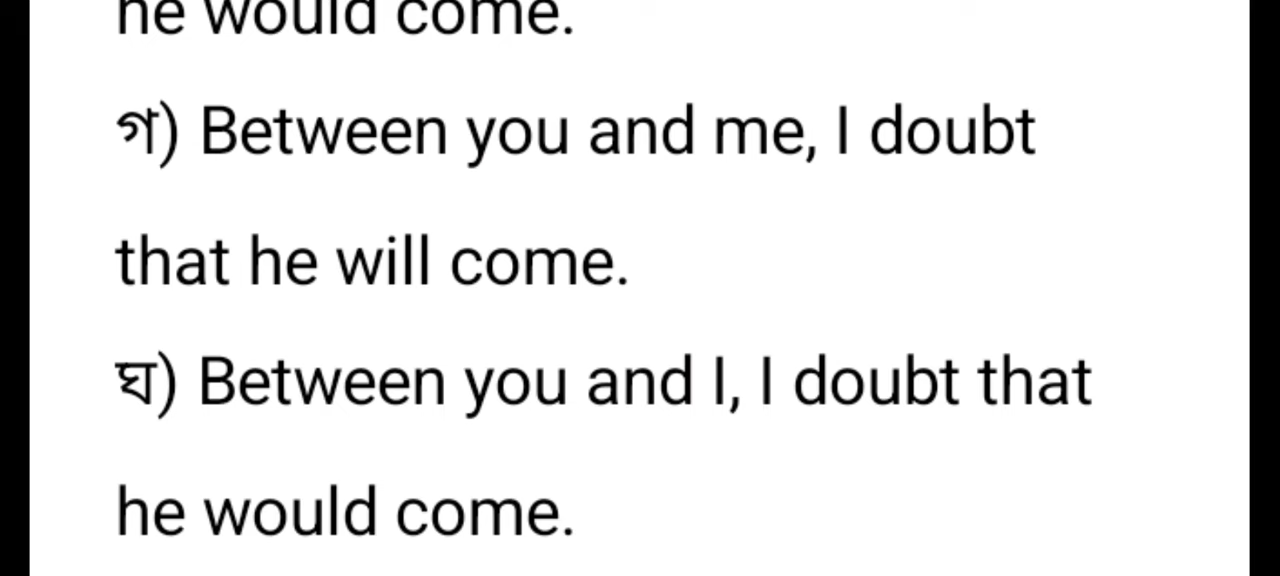 he would come.
গ) Between you and me, I doubt
that he will come.
ঘ) Between you and I, I doubt that
he would come.